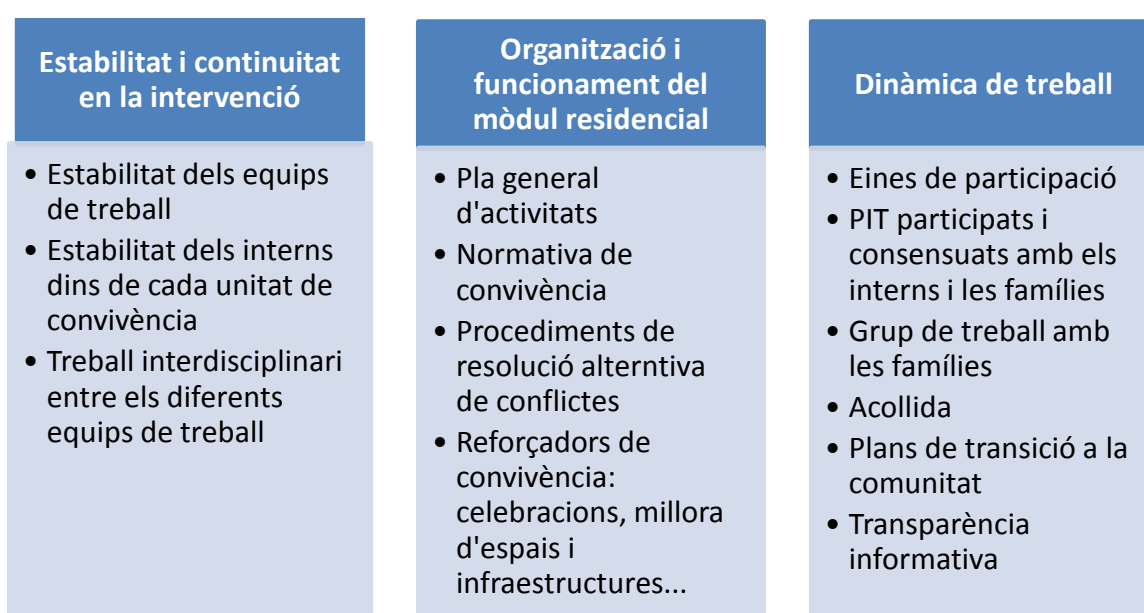 Estabilitat i continuitat
en la intervenció
• Estabilitat dels equips
de treball
• Estabilitat dels interns
dins de cada unitat de
convivència
• Treball interdisciplinari
entre els diferents
equips de treball
Organització i
funcionament del
mòdul residencial
• Pla general
d'activitats
• Normativa de
convivència
• Procediments de
resolució alterntiva
de conflictes
• Reforçadors de
convivència:
celebracions, millora
d'espais i
infraestructures...
Dinàmica de treball
• Eines de participació
• PIT participats i
consensuats amb els
interns i les famílies
• Grup de treball amb
les famílies
• Acollida
• Plans de transició a la
comunitat
• Transparència
informativa